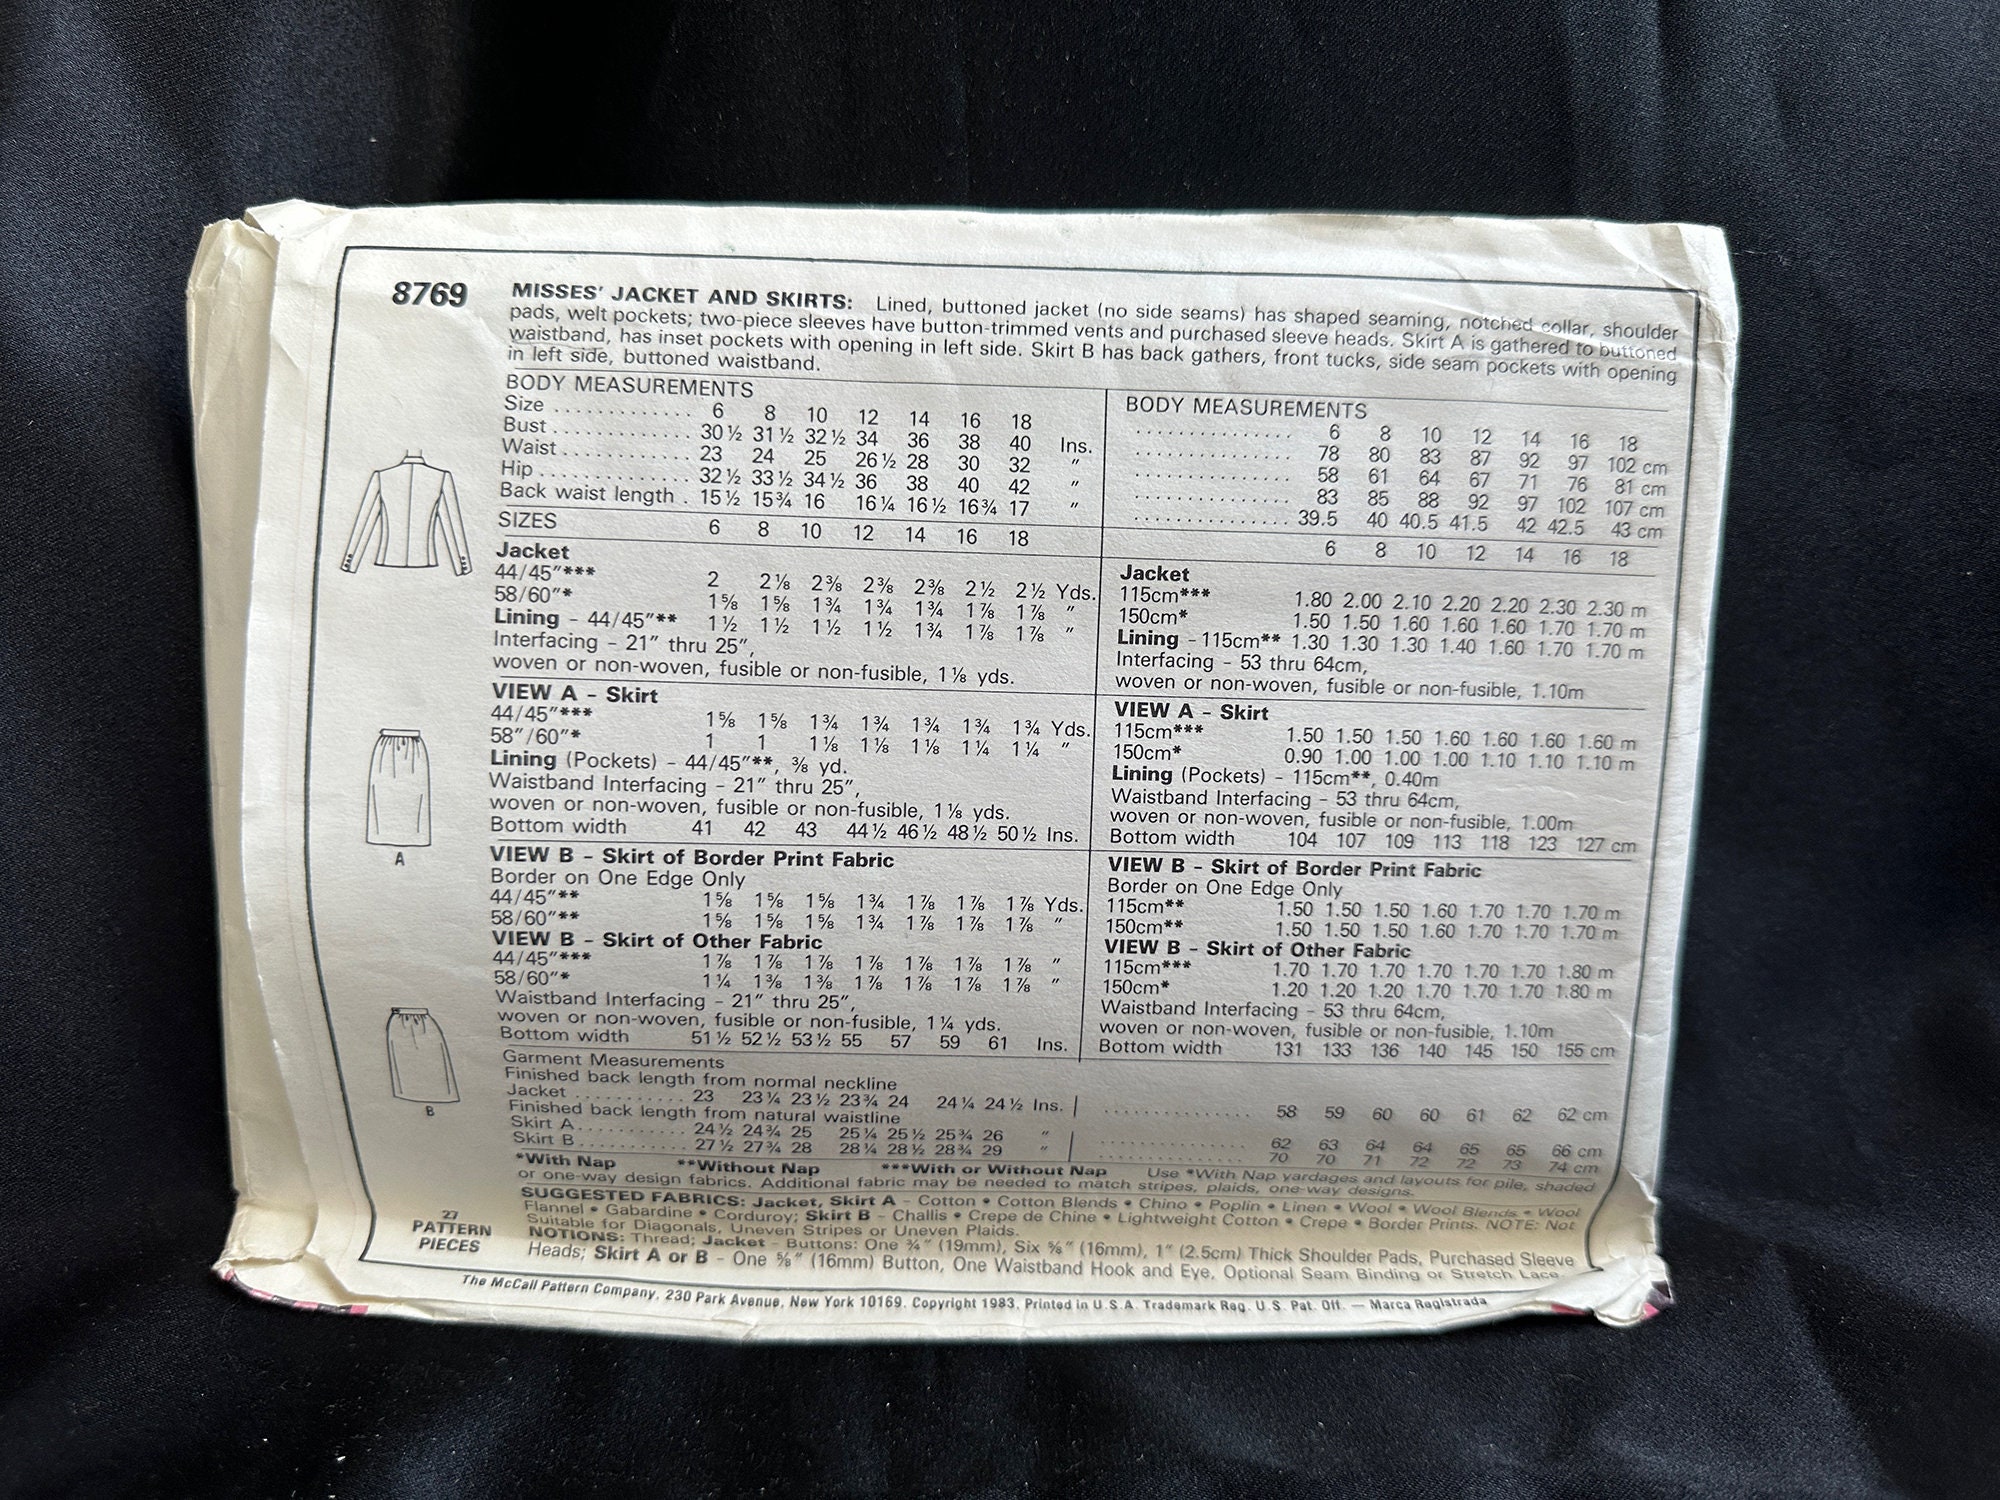 8769
MISSES' JACKET AND SKIRTS: Lined, buttoned jacket (no side seams) has shaped seaming, notched collar, shoulder
pads, welt pockets; two-piece sleeves have button-trimmed vents and purchased sleeve heads. Skirt A is gathered to buttoned
waistband, has inset pockets with opening in left side. Skirt B has back gathers, front tucks, side seam pockets with opening
in left side, buttoned waistband.
BODY MEASUREMENTS
Size ............. 6 8 10 12 14 16 18
Bust ............. 30½ 31½ 32½ 34 36 38 40 Ins.
Waist ............ 23 24 25 26½ 28 30 32 "
Hip .............. 32½ 33½ 34½ 36 38 40 42 "
Back waist length . 15½ 15¾ 16 16¼ 16½ 16¾ 17 "
SIZES 6 8 10 12 14 16 18
Jacket
44/45"*** 2 2⅛ 2⅜ 2⅜ 2⅜ 2½ 2½ Yds.
58/60"* 1⅝ 1⅝ 1¾ 1¾ 1¾ 1⅞ 1⅞ "
Lining - 44/45"** 1½ 1½ 1½ 1½ 1¾ 1⅞ 1⅞ "
Interfacing - 21" thru 25",
woven or non-woven, fusible or non-fusible, 1⅛ yds.
VIEW A - Skirt
44/45"*** 1⅝ 1⅝ 1¾ 1¾ 1¾ 1¾ 1¾ Yds.
58"/60"* 1 1 1⅛ 1⅛ 1⅛ 1¼ 1¼ "
Lining (Pockets) - 44/45"**, ⅜ yd.
Waistband Interfacing - 21" thru 25",
woven or non-woven, fusible or non-fusible, 1⅛ yds.
Bottom width 41 42 43 44½ 46½ 48½ 50½ Ins.
VIEW B - Skirt of Border Print Fabric
Border on One Edge Only
44/45"** 1⅝ 1⅝ 1⅝ 1¾ 1⅞ 1⅞ 1⅞ Yds.
58/60"** 1⅝ 1⅝ 1⅝ 1¾ 1⅞ 1⅞ 1⅞ "
VIEW B - Skirt of Other Fabric
44/45"*** 1⅞ 1⅞ 1⅞ 1⅞ 1⅞ 1⅞ 1⅞ "
58/60"* 1¼ 1⅜ 1⅜ 1⅞ 1⅞ 1⅞ 1⅞ "
Waistband Interfacing - 21" thru 25",
woven or non-woven, fusible or non-fusible, 1¼ yds.
Bottom width 51½ 52½ 53½ 55 57 59 61 Ins.
BODY MEASUREMENTS
............... 6 8 10 12 14 16 18
............... 78 80 83 87 92 97 102 cm
............... 58 61 64 67 71 76 81 cm
............... 83 85 88 92 97 102 107 cm
............... 39.5 40 40.5 41.5 42 42.5 43 cm
6 8 10 12 14 16 18
Jacket
115cm*** 1.80 2.00 2.10 2.20 2.20 2.30 2.30 m
150cm* 1.50 1.50 1.60 1.60 1.60 1.70 1.70 m
Lining - 115cm** 1.30 1.30 1.30 1.40 1.60 1.70 1.70 m
Interfacing - 53 thru 64cm,
woven or non-woven, fusible or non-fusible, 1.10m
VIEW A - Skirt
115cm*** 1.50 1.50 1.50 1.60 1.60 1.60 1.60 m
150cm* 0.90 1.00 1.00 1.00 1.10 1.10 1.10 m
Lining (Pockets) - 115cm**, 0.40m
Waistband Interfacing - 53 thru 64cm,
woven or non-woven, fusible or non-fusible, 1.00m
Bottom width 104 107 109 113 118 123 127 cm
VIEW B - Skirt of Border Print Fabric
Border on One Edge Only
115cm** 1.50 1.50 1.50 1.60 1.70 1.70 1.70 m
150cm** 1.50 1.50 1.50 1.60 1.70 1.70 1.70 m
VIEW B - Skirt of Other Fabric
115cm*** 1.70 1.70 1.70 1.70 1.70 1.70 1.80 m
150cm* 1.20 1.20 1.20 1.70 1.70 1.70 1.80 m
Waistband Interfacing - 53 thru 64cm,
woven or non-woven, fusible or non-fusible, 1.10m
Bottom width 131 133 136 140 145 150 155 cm
Garment Measurements
Finished back length from normal neckline
Jacket ........... 23 23¼ 23½ 23¾ 24 24¼ 24½ Ins. ............... 58 59 60 60 61 62 62 cm
Finished back length from natural waistline
Skirt A........... 24½ 24¾ 25 25¼ 25½ 25¾ 26 " ............... 62 63 64 64 65 65 66 cm
Skirt B .......... 27½ 27¾ 28 28¼ 28½ 28¾ 29 " ............... 70 70 71 72 72 73 74 cm
*With Nap **Without Nap ***With or Without Nap Use *With Nap yardages and layouts for pile, shaded
or one-way design fabrics. Additional fabric may be needed to match stripes, plaids, one-way designs.
SUGGESTED FABRICS: Jacket, Skirt A - Cotton • Cotton Blends • Chino • Poplin • Linen • Wool • Wool Blends • Wool
Flannel • Gabardine • Corduroy; Skirt B - Challis • Crepe de Chine • Lightweight Cotton • Crepe • Border Prints. NOTE: Not
Suitable for Diagonals, Uneven Stripes or Uneven Plaids.
NOTIONS: Thread; Jacket - Buttons: One ¾" (19mm), Six ⅝" (16mm), 1" (2.5cm) Thick Shoulder Pads, Purchased Sleeve
Heads; Skirt A or B - One ⅝" (16mm) Button, One Waistband Hook and Eye, Optional Seam Binding or Stretch Lace.
A
B
27
PATTERN
PIECES
The McCall Pattern Company, 230 Park Avenue, New York 10169. Copyright 1983. Printed in U.S.A. Trademark Reg. U.S. Pat. Off. — Marca Registrada